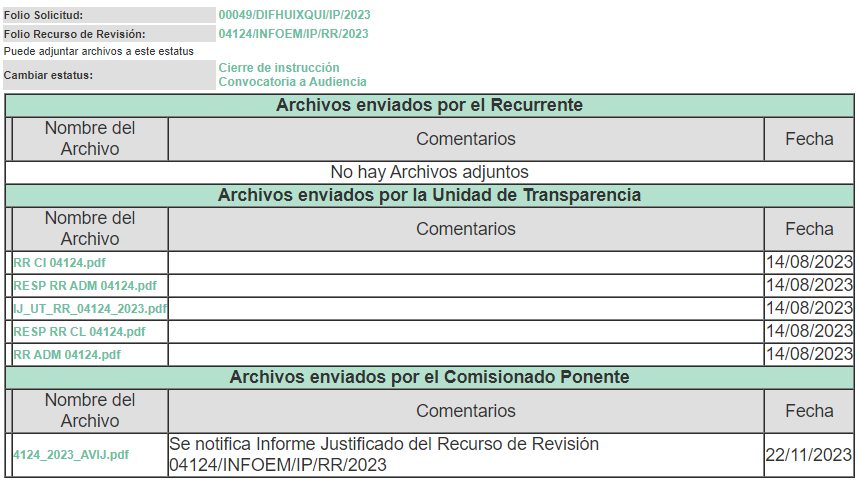 Folio Solicitud: 00049/DIFHUIXQUI/IP/2023
Folio Recurso de Revisión: 04124/INFOEM/IP/RR/2023
Puede adjuntar archivos a este estatus
Cambiar estatus: Cierre de instrucción
Convocatoria a Audiencia
Archivos enviados por el Recurrente
Nombre del Archivo Comentarios Fecha
No hay Archivos adjuntos
Archivos enviados por la Unidad de Transparencia
Nombre del Archivo Comentarios Fecha
RR CI 04124.pdf 14/08/2023
RESP RR ADM 04124.pdf 14/08/2023
IJ_UT_RR_04124_2023.pdf 14/08/2023
RESP RR CL 04124.pdf 14/08/2023
RR ADM 04124.pdf 14/08/2023
Archivos enviados por el Comisionado Ponente
Nombre del Archivo Comentarios Fecha
4124_2023_AVIJ.pdf Se notifica Informe Justificado del Recurso de Revisión 04124/INFOEM/IP/RR/2023 22/11/2023